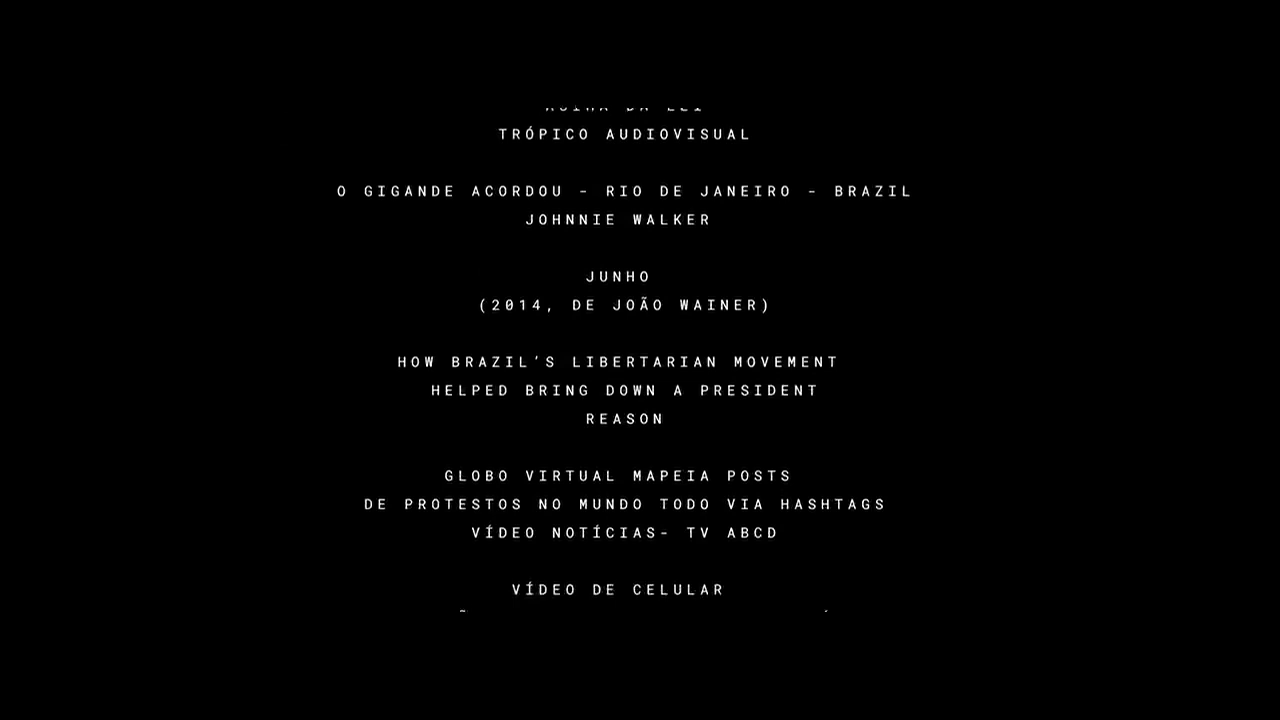 TRÓPICO AUDIOVISUAL
O GIGANDE ACORDOU - RIO DE JANEIRO - BRAZIL
JOHNNIE WALKER
JUNHO
(2014, DE JOÃO WAINER)
HOW BRAZIL'S LIBERTARIAN MOVEMENT
HELPED BRING DOWN A PRESIDENT
REASON
GLOBO VIRTUAL MAPEIA POSTS
DE PROTESTOS NO MUNDO TODO VIA HASHTAGS
VÍDEO NOTÍCIAS- TV ABCD
VÍDEO DE CELULAR